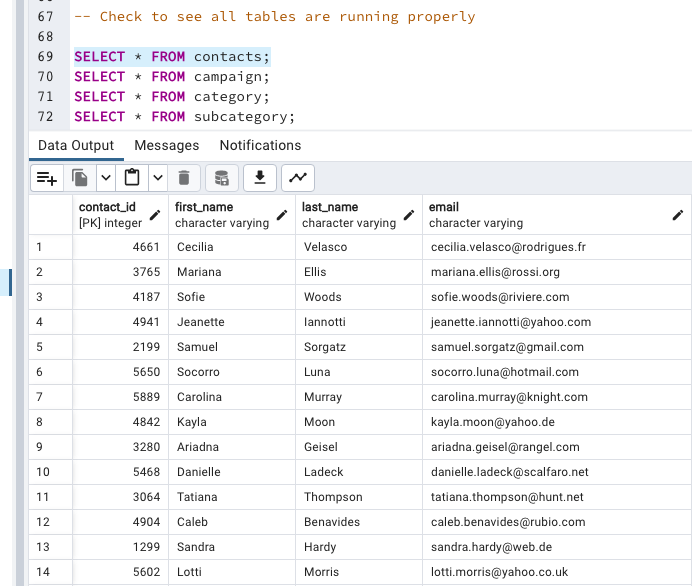 67 -- Check to see all tables are running properly
68
69 SELECT * FROM contacts;
70 SELECT * FROM campaign;
71 SELECT * FROM category;
72 SELECT * FROM subcategory;
Data Output Messages Notifications
contact_id first_name last_name email
[PK] integer character varying character varying character varying
1 4661 Cecilia Velasco cecilia.velasco@rodrigues.fr
2 3765 Mariana Ellis mariana.ellis@rossi.org
3 4187 Sofie Woods sofie.woods@riviere.com
4 4941 Jeanette Iannotti jeanette.iannotti@yahoo.com
5 2199 Samuel Sorgatz samuel.sorgatz@gmail.com
6 5650 Socorro Luna socorro.luna@hotmail.com
7 5889 Carolina Murray carolina.murray@knight.com
8 4842 Kayla Moon kayla.moon@yahoo.de
9 3280 Ariadna Geisel ariadna.geisel@rangel.com
10 5468 Danielle Ladeck danielle.ladeck@scalfaro.net
11 3064 Tatiana Thompson tatiana.thompson@hunt.net
12 4904 Caleb Benavides caleb.benavides@rubio.com
13 1299 Sandra Hardy sandra.hardy@web.de
14 5602 Lotti Morris lotti.morris@yahoo.co.uk